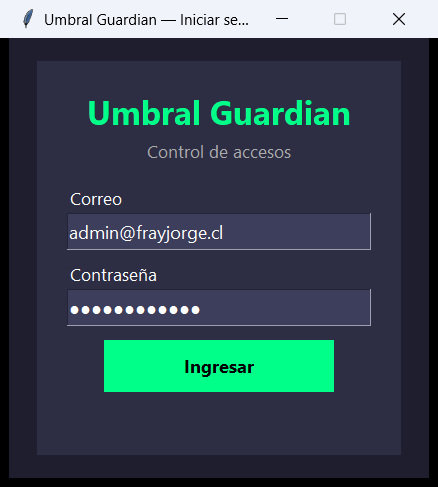 Umbral Guardian — Iniciar se...
Umbral Guardian
Control de accesos
Correo
admin@frayjorge.cl
Contraseña
●●●●●●●●●●●●
Ingresar